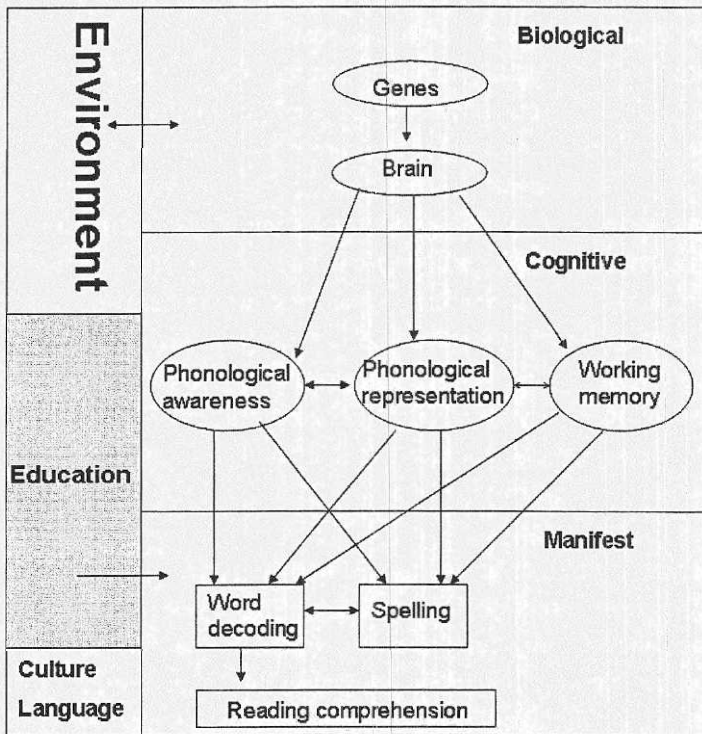 Environment
Biological
Genes
Brain
Cognitive
Phonological
awareness
Phonological
representation
Working
memory
Education
Manifest
Word
decoding
Spelling
Culture
Language
Reading comprehension